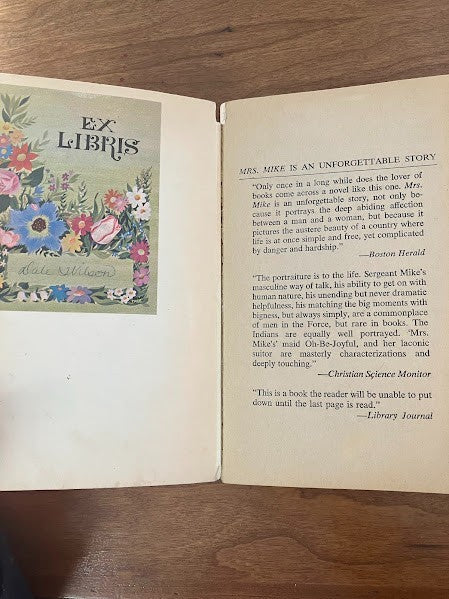 EX
LIBRIS
Dale Wilson
MRS. MIKE IS AN UNFORGETTABLE STORY
"Only once in a long while does the lover of
books come across a novel like this one. Mrs.
Mike is an unforgettable story, not only be-
cause it portrays the deep abiding affection
between a man and a woman, but because it
pictures the austere beauty of a country where
life is at once simple and free, yet complicated
by danger and hardship."
—Boston Herald
"The portraiture is to the life. Sergeant Mike's
masculine way of talk, his ability to get on with
human nature, his unending but never dramatic
helpfulness, his matching the big moments with
bigness, but always simply, are a commonplace
of men in the Force, but rare in books. The
Indians are equally well portrayed. 'Mrs.
Mike's' maid Oh-Be-Joyful, and her laconic
suitor are masterly characterizations and
deeply touching."
—Christian Science Monitor
"This is a book the reader will be unable to put
down until the last page is read."
—Library Journal